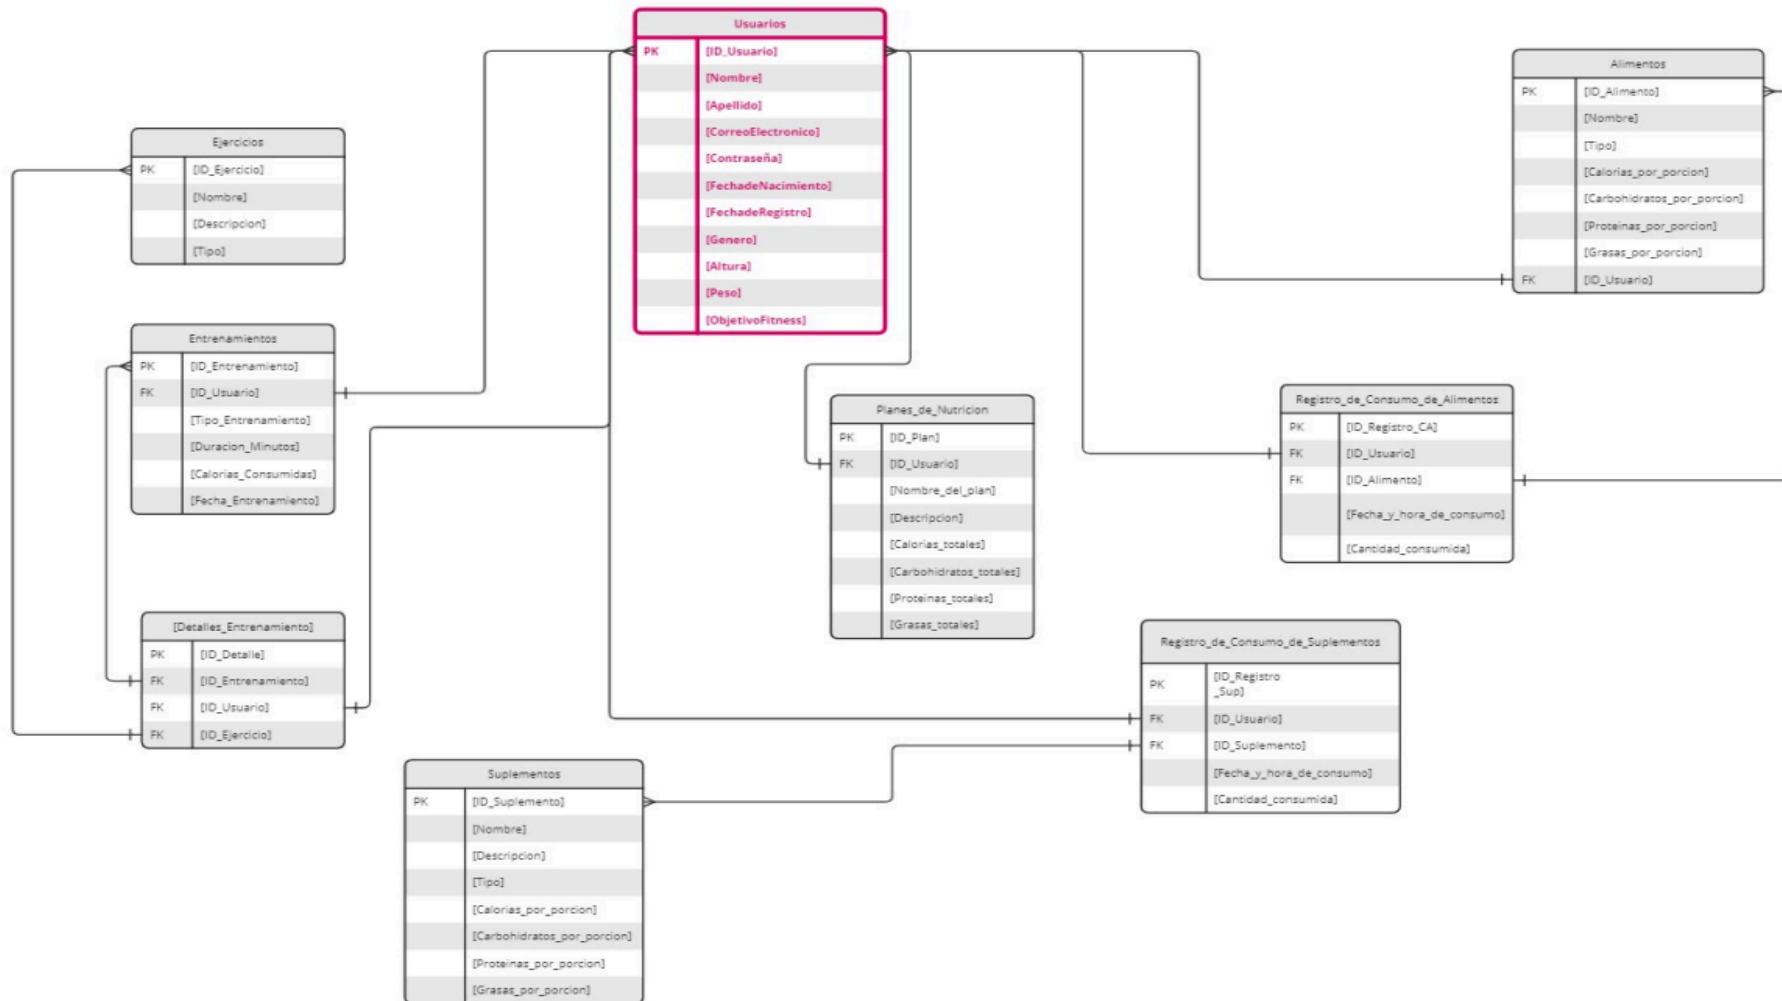 Usuarios
PK [ID_Usuario]
[Nombre]
[Apellido]
[CorreoElectronico]
[Contraseña]
[FechadeNacimiento]
[FechadeRegistro]
[Genero]
[Altura]
[Peso]
[ObjetivoFitness]
Alimentos
PK [ID_Alimento]
[Nombre]
[Tipo]
[Calorias_por_porcion]
[Carbohidratos_por_porcion]
[Proteinas_por_porcion]
[Grasas_por_porcion]
FK [ID_Usuario]
Ejercicios
PK [ID_Ejercicio]
[Nombre]
[Descripcion]
[Tipo]
Entrenamientos
PK [ID_Entrenamiento]
FK [ID_Usuario]
[Tipo_Entrenamiento]
[Duracion_Minutos]
[Calorias_Consumidas]
[Fecha_Entrenamiento]
Planes_de_Nutricion
PK [ID_Plan]
FK [ID_Usuario]
[Nombre_del_plan]
[Descripcion]
[Calorias_totales]
[Carbohidratos_totales]
[Proteinas_totales]
[Grasas_totales]
Registro_de_Consumo_de_Alimentos
PK [ID_Registro_CA]
FK [ID_Usuario]
FK [ID_Alimento]
[Fecha_y_hora_de_consumo]
[Cantidad_consumida]
[Detalles_Entrenamiento]
PK [ID_Detalle]
FK [ID_Entrenamiento]
FK [ID_Usuario]
FK [ID_Ejercicio]
Registro_de_Consumo_de_Suplementos
PK [ID_Registro
_Sup]
FK [ID_Usuario]
FK [ID_Suplemento]
[Fecha_y_hora_de_consumo]
[Cantidad_consumida]
Suplementos
PK [ID_Suplemento]
[Nombre]
[Descripcion]
[Tipo]
[Calorias_por_porcion]
[Carbohidratos_por_porcion]
[Proteinas_por_porcion]
[Grasas_por_porcion]